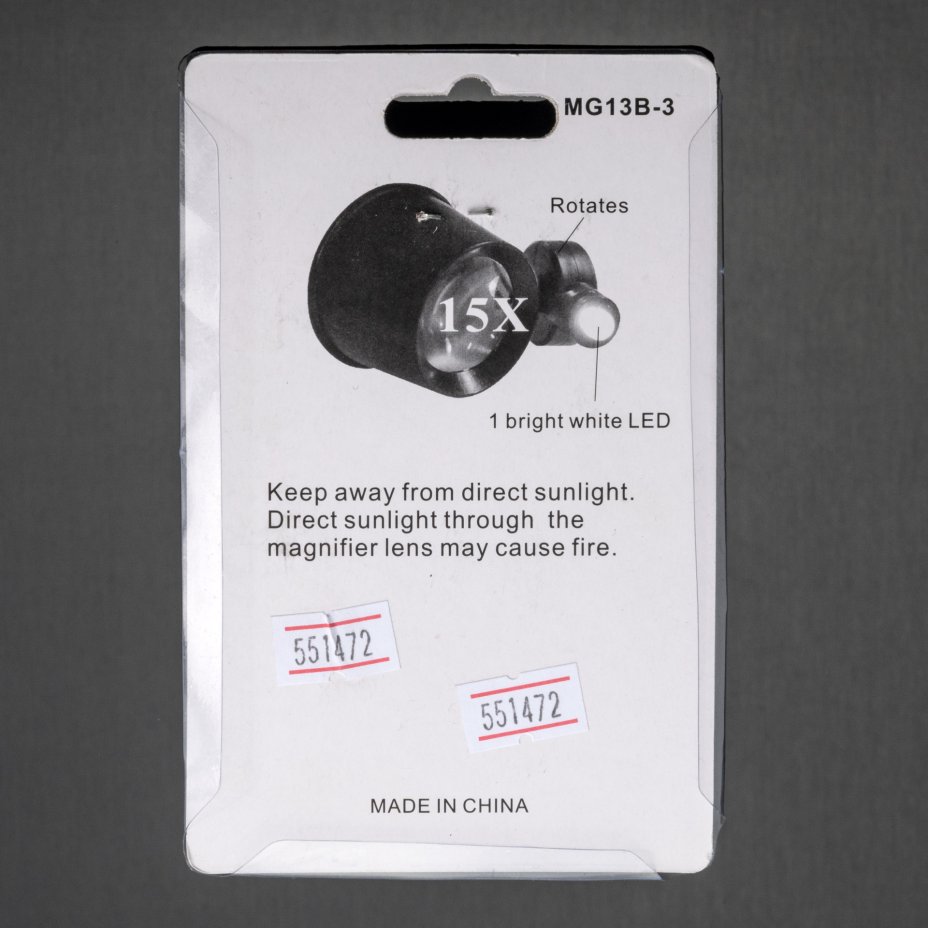 MG13B-3
Rotates
15X
1 bright white LED
Keep away from direct sunlight.
Direct sunlight through the
magnifier lens may cause fire.
551472
551472
MADE IN CHINA